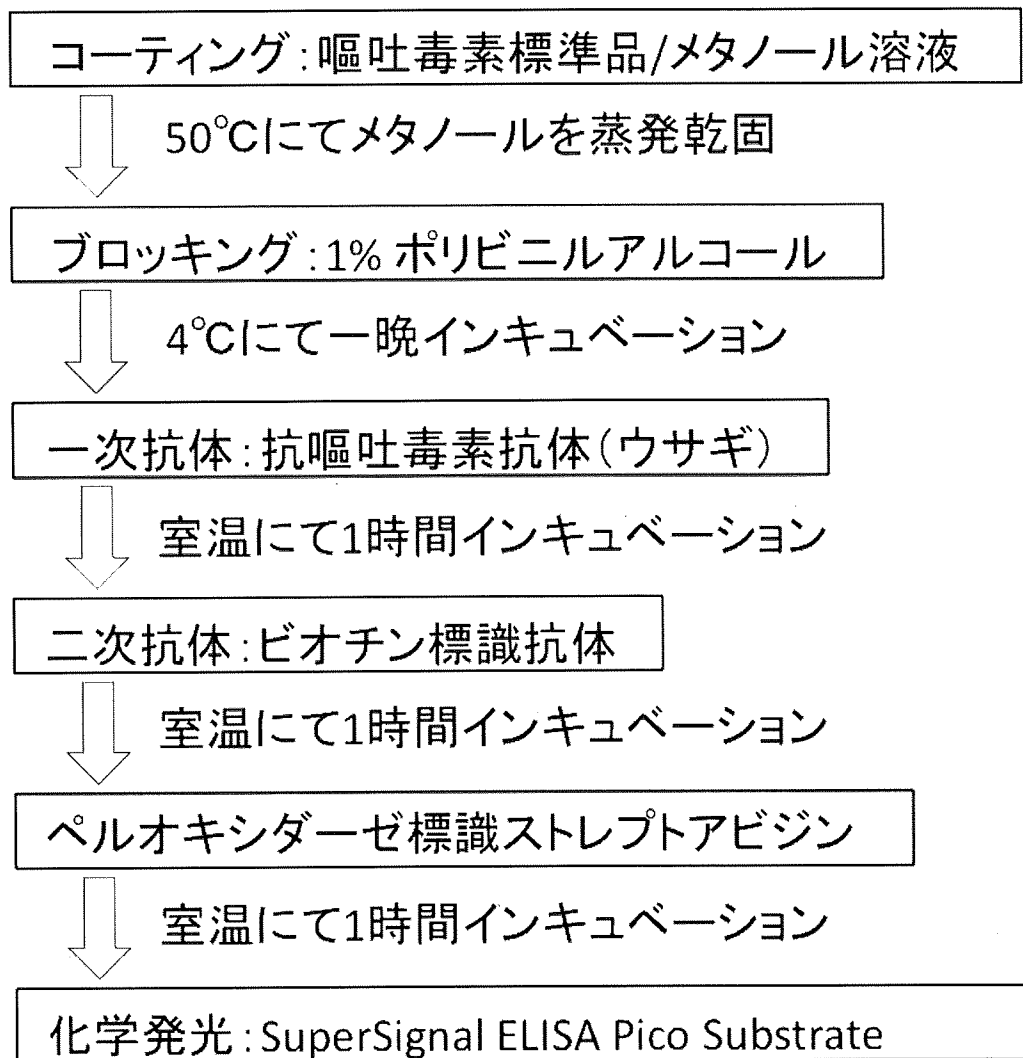 コーティング:嘔吐毒素標準品/メタノール溶液
50℃にてメタノールを蒸発乾固
ブロッキング:1% ポリビニルアルコール
4℃にて一晩インキュベーション
一次抗体:抗嘔吐毒素抗体(ウサギ)
室温にて1時間インキュベーション
二次抗体:ビオチン標識抗体
室温にて1時間インキュベーション
ペルオキシダーゼ標識ストレプトアビジン
室温にて1時間インキュベーション
化学発光:SuperSignal ELISA Pico Substrate